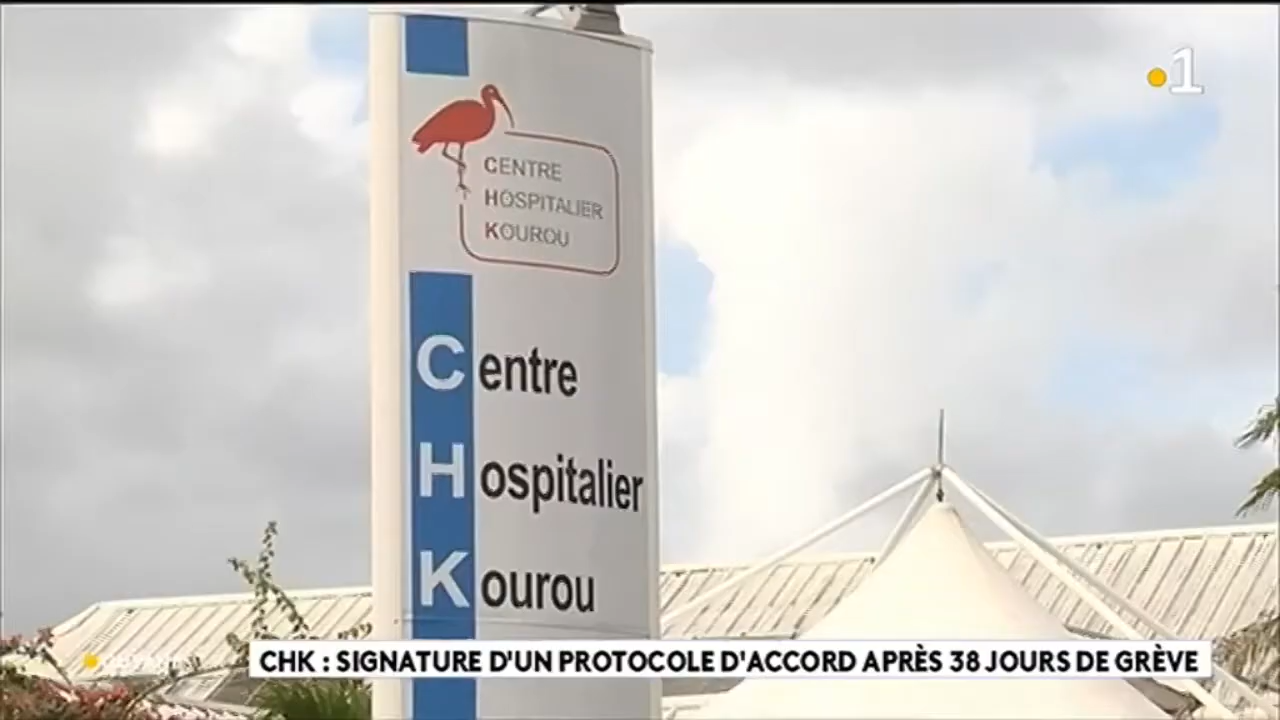 1
CENTRE
HOSPITALIER
KOUROU
Centre
Hospitalier
Kourou
CHK : SIGNATURE D'UN PROTOCOLE D'ACCORD APRÈS 38 JOURS DE GRÈVE